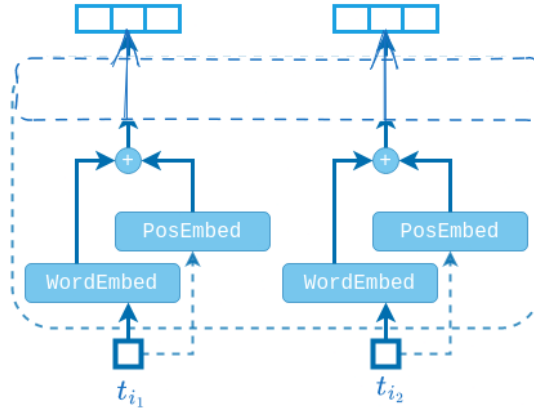 + +
PosEmbed PosEmbed
WordEmbed WordEmbed
t_{i_1} t_{i_2}